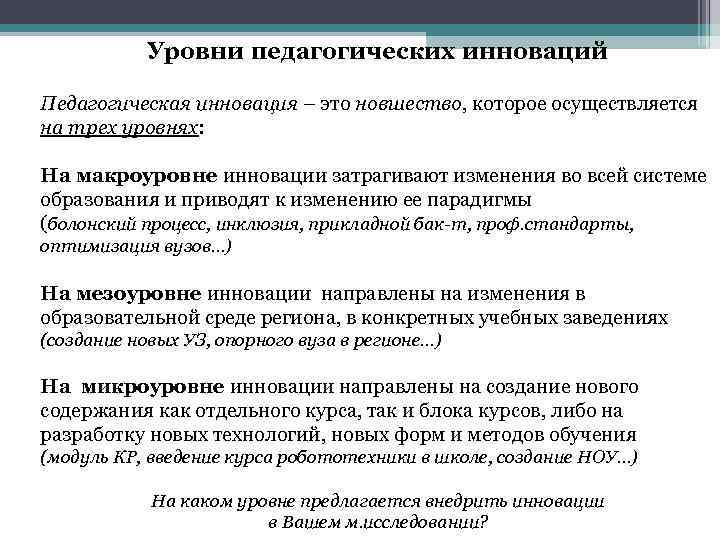 Уровни педагогических инноваций
Педагогическая инновация – это новшество, которое осуществляется
на трех уровнях:
На макроуровне инновации затрагивают изменения во всей системе
образования и приводят к изменению ее парадигмы
(болонский процесс, инклюзия, прикладной бак-т, проф.стандарты,
оптимизация вузов…)
На мезоуровне инновации направлены на изменения в
образовательной среде региона, в конкретных учебных заведениях
(создание новых УЗ, опорного вуза в регионе…)
На микроуровне инновации направлены на создание нового
содержания как отдельного курса, так и блока курсов, либо на
разработку новых технологий, новых форм и методов обучения
(модуль КР, введение курса робототехники в школе, создание НОУ…)
На каком уровне предлагается внедрить инновации
в Вашем м.исследовании?